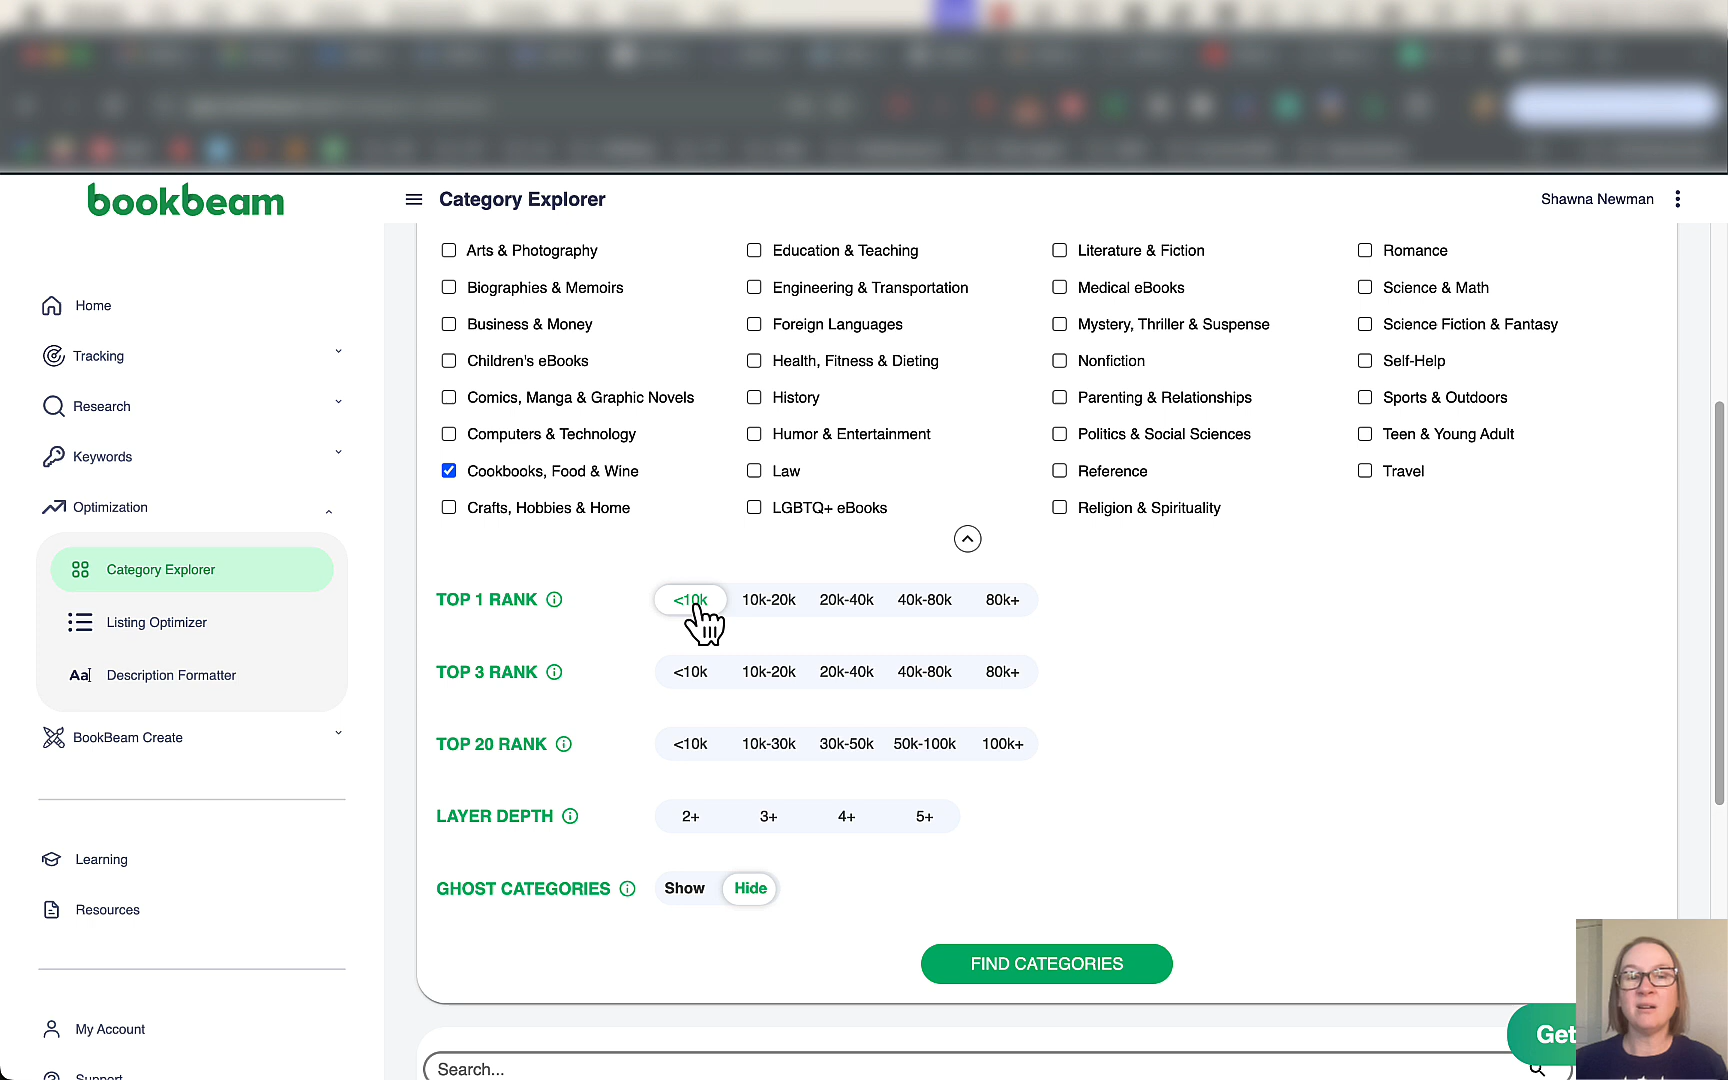 bookbeam
Category Explorer
Shawna Newman
Home
Tracking
Research
Keywords
Optimization
Category Explorer
Listing Optimizer
Aa Description Formatter
BookBeam Create
Learning
Resources
My Account
Support
Arts & Photography
Biographies & Memoirs
Business & Money
Children's eBooks
Comics, Manga & Graphic Novels
Computers & Technology
Cookbooks, Food & Wine
Crafts, Hobbies & Home
Education & Teaching
Engineering & Transportation
Foreign Languages
Health, Fitness & Dieting
History
Humor & Entertainment
Law
LGBTQ+ eBooks
Literature & Fiction
Medical eBooks
Mystery, Thriller & Suspense
Nonfiction
Parenting & Relationships
Politics & Social Sciences
Reference
Religion & Spirituality
Romance
Science & Math
Science Fiction & Fantasy
Self-Help
Sports & Outdoors
Teen & Young Adult
Travel
TOP 1 RANK <10k 10k-20k 20k-40k 40k-80k 80k+
TOP 3 RANK <10k 10k-20k 20k-40k 40k-80k 80k+
TOP 20 RANK <10k 10k-30k 30k-50k 50k-100k 100k+
LAYER DEPTH 2+ 3+ 4+ 5+
GHOST CATEGORIES Show Hide
FIND CATEGORIES
Get
Search...